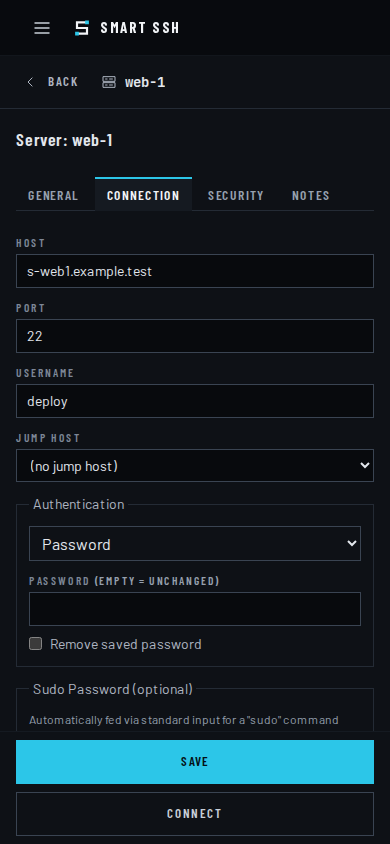 SMART SSH
BACK
web-1
Server: web-1
GENERAL CONNECTION SECURITY NOTES
HOST
s-web1.example.test
PORT
22
USERNAME
deploy
JUMP HOST
(no jump host)
Authentication
Password
PASSWORD (EMPTY = UNCHANGED)
Remove saved password
Sudo Password (optional)
Automatically fed via standard input for a "sudo" command
SAVE
CONNECT